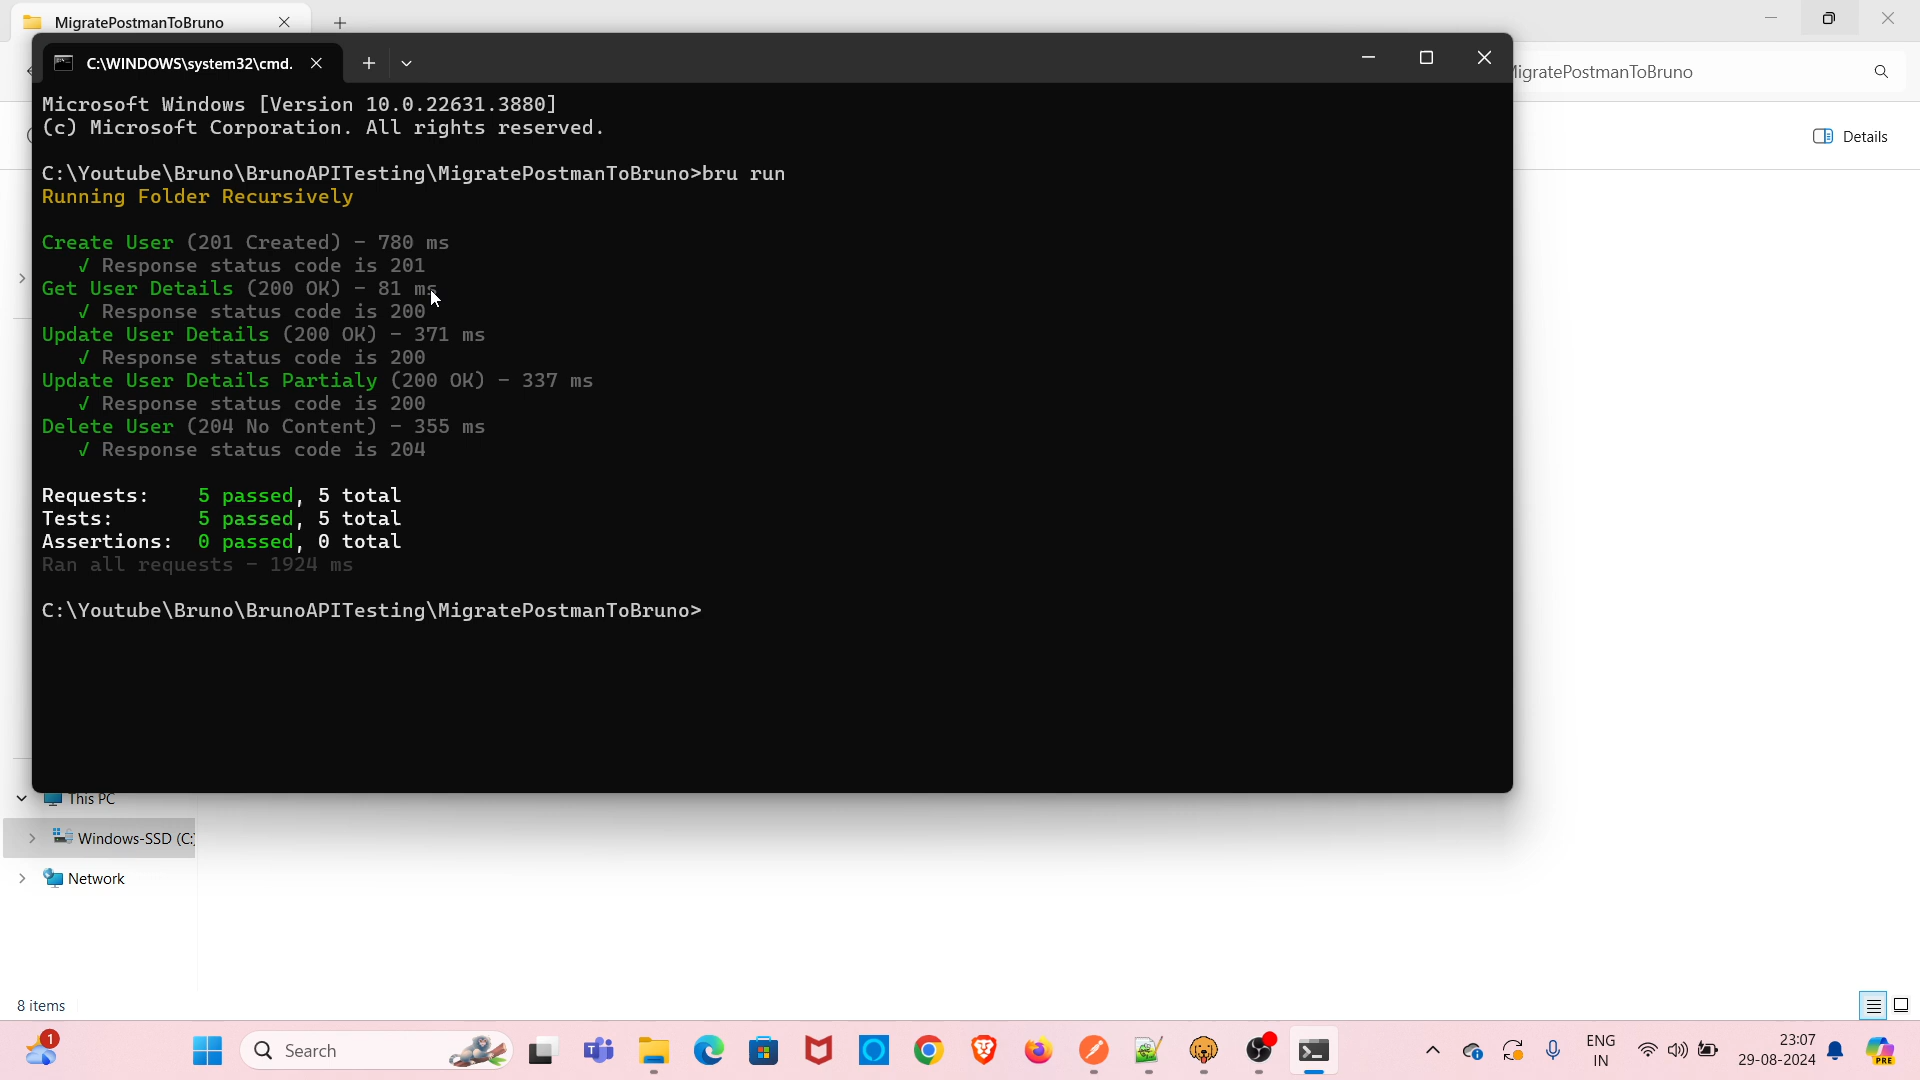 MigratePostmanToBruno
C:\WINDOWS\system32\cmd.
MigratePostmanToBruno
Details
Microsoft Windows [Version 10.0.22631.3880]
(c) Microsoft Corporation. All rights reserved.
C:\Youtube\Bruno\BrunoAPITesting\MigratePostmanToBruno>bru run
Running Folder Recursively
Create User (201 Created) - 780 ms
✓ Response status code is 201
Get User Details (200 OK) - 81 ms
✓ Response status code is 200
Update User Details (200 OK) - 371 ms
✓ Response status code is 200
Update User Details Partialy (200 OK) - 337 ms
✓ Response status code is 200
Delete User (204 No Content) - 355 ms
✓ Response status code is 204
Requests: 5 passed, 5 total
Tests: 5 passed, 5 total
Assertions: 0 passed, 0 total
Ran all requests - 1924 ms
C:\Youtube\Bruno\BrunoAPITesting\MigratePostmanToBruno>
This PC
Windows-SSD (C:)
Network
8 items
1
Search
ENG
IN
23:07
29-08-2024
PRE